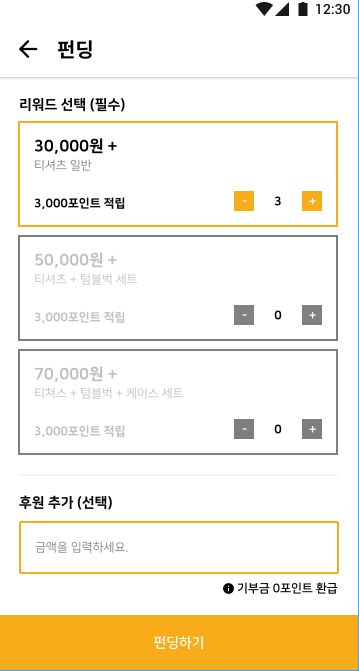 12:30
펀딩
리워드 선택 (필수)
30,000원 +
티셔츠 일반
3,000포인트 적립
- 3 +
50,000원 +
티셔츠 + 텀블벅 세트
3,000포인트 적립
- 0 +
70,000원 +
티쳐스 + 텀블벅 + 케이스 세트
3,000포인트 적립
- 0 +
후원 추가 (선택)
금액을 입력하세요.
기부금 0포인트 환급
펀딩하기